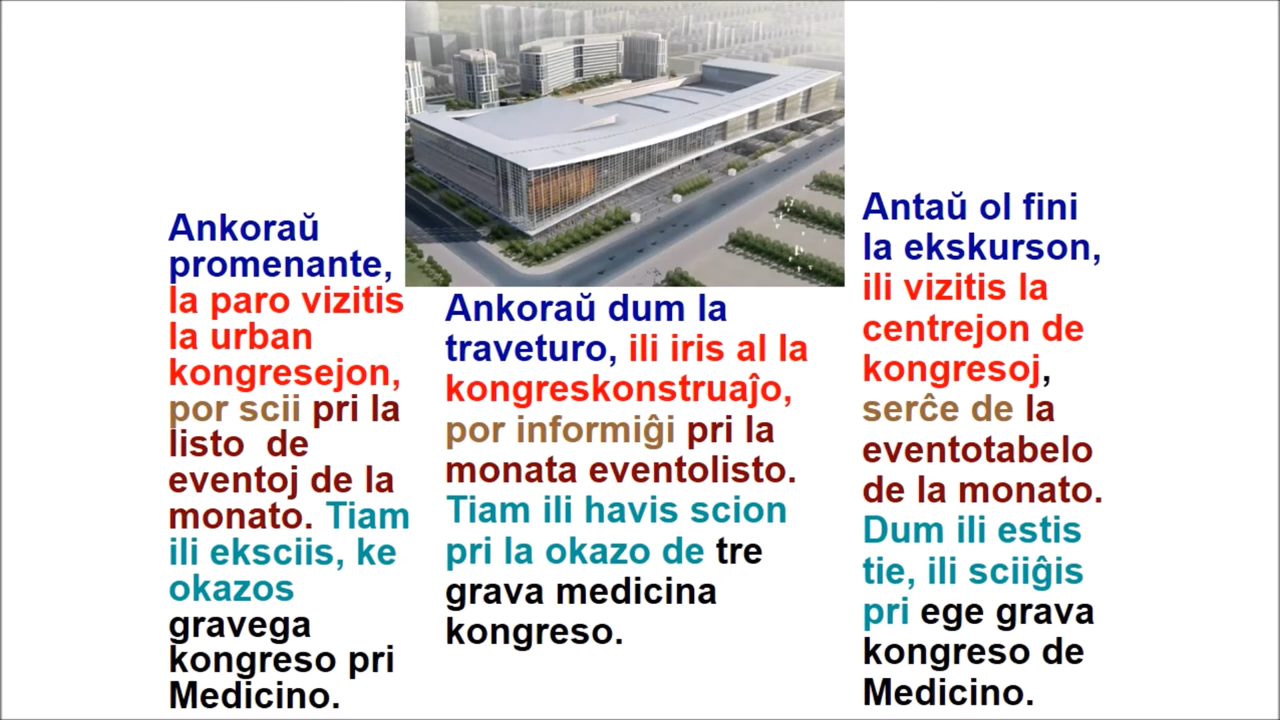 Ankoraŭ
promenante,
la paro vizitis
la urban
kongresejon,
por scii pri la
listo  de
eventoj de la
monato. Tiam
ili eksciis, ke
okazos
gravega
kongreso pri
Medicino.
Ankoraŭ dum la
traveturo, ili iris al la
kongreskonstruaĵo,
por informiĝi pri la
monata eventolisto.
Tiam ili havis scion
pri la okazo de tre
grava medicina
kongreso.
Antaŭ ol fini
la ekskurson,
ili vizitis la
centrejon de
kongresoj,
serĉe de la
eventotabelo
de la monato.
Dum ili estis
tie, ili sciiĝis
pri ege grava
kongreso de
Medicino.